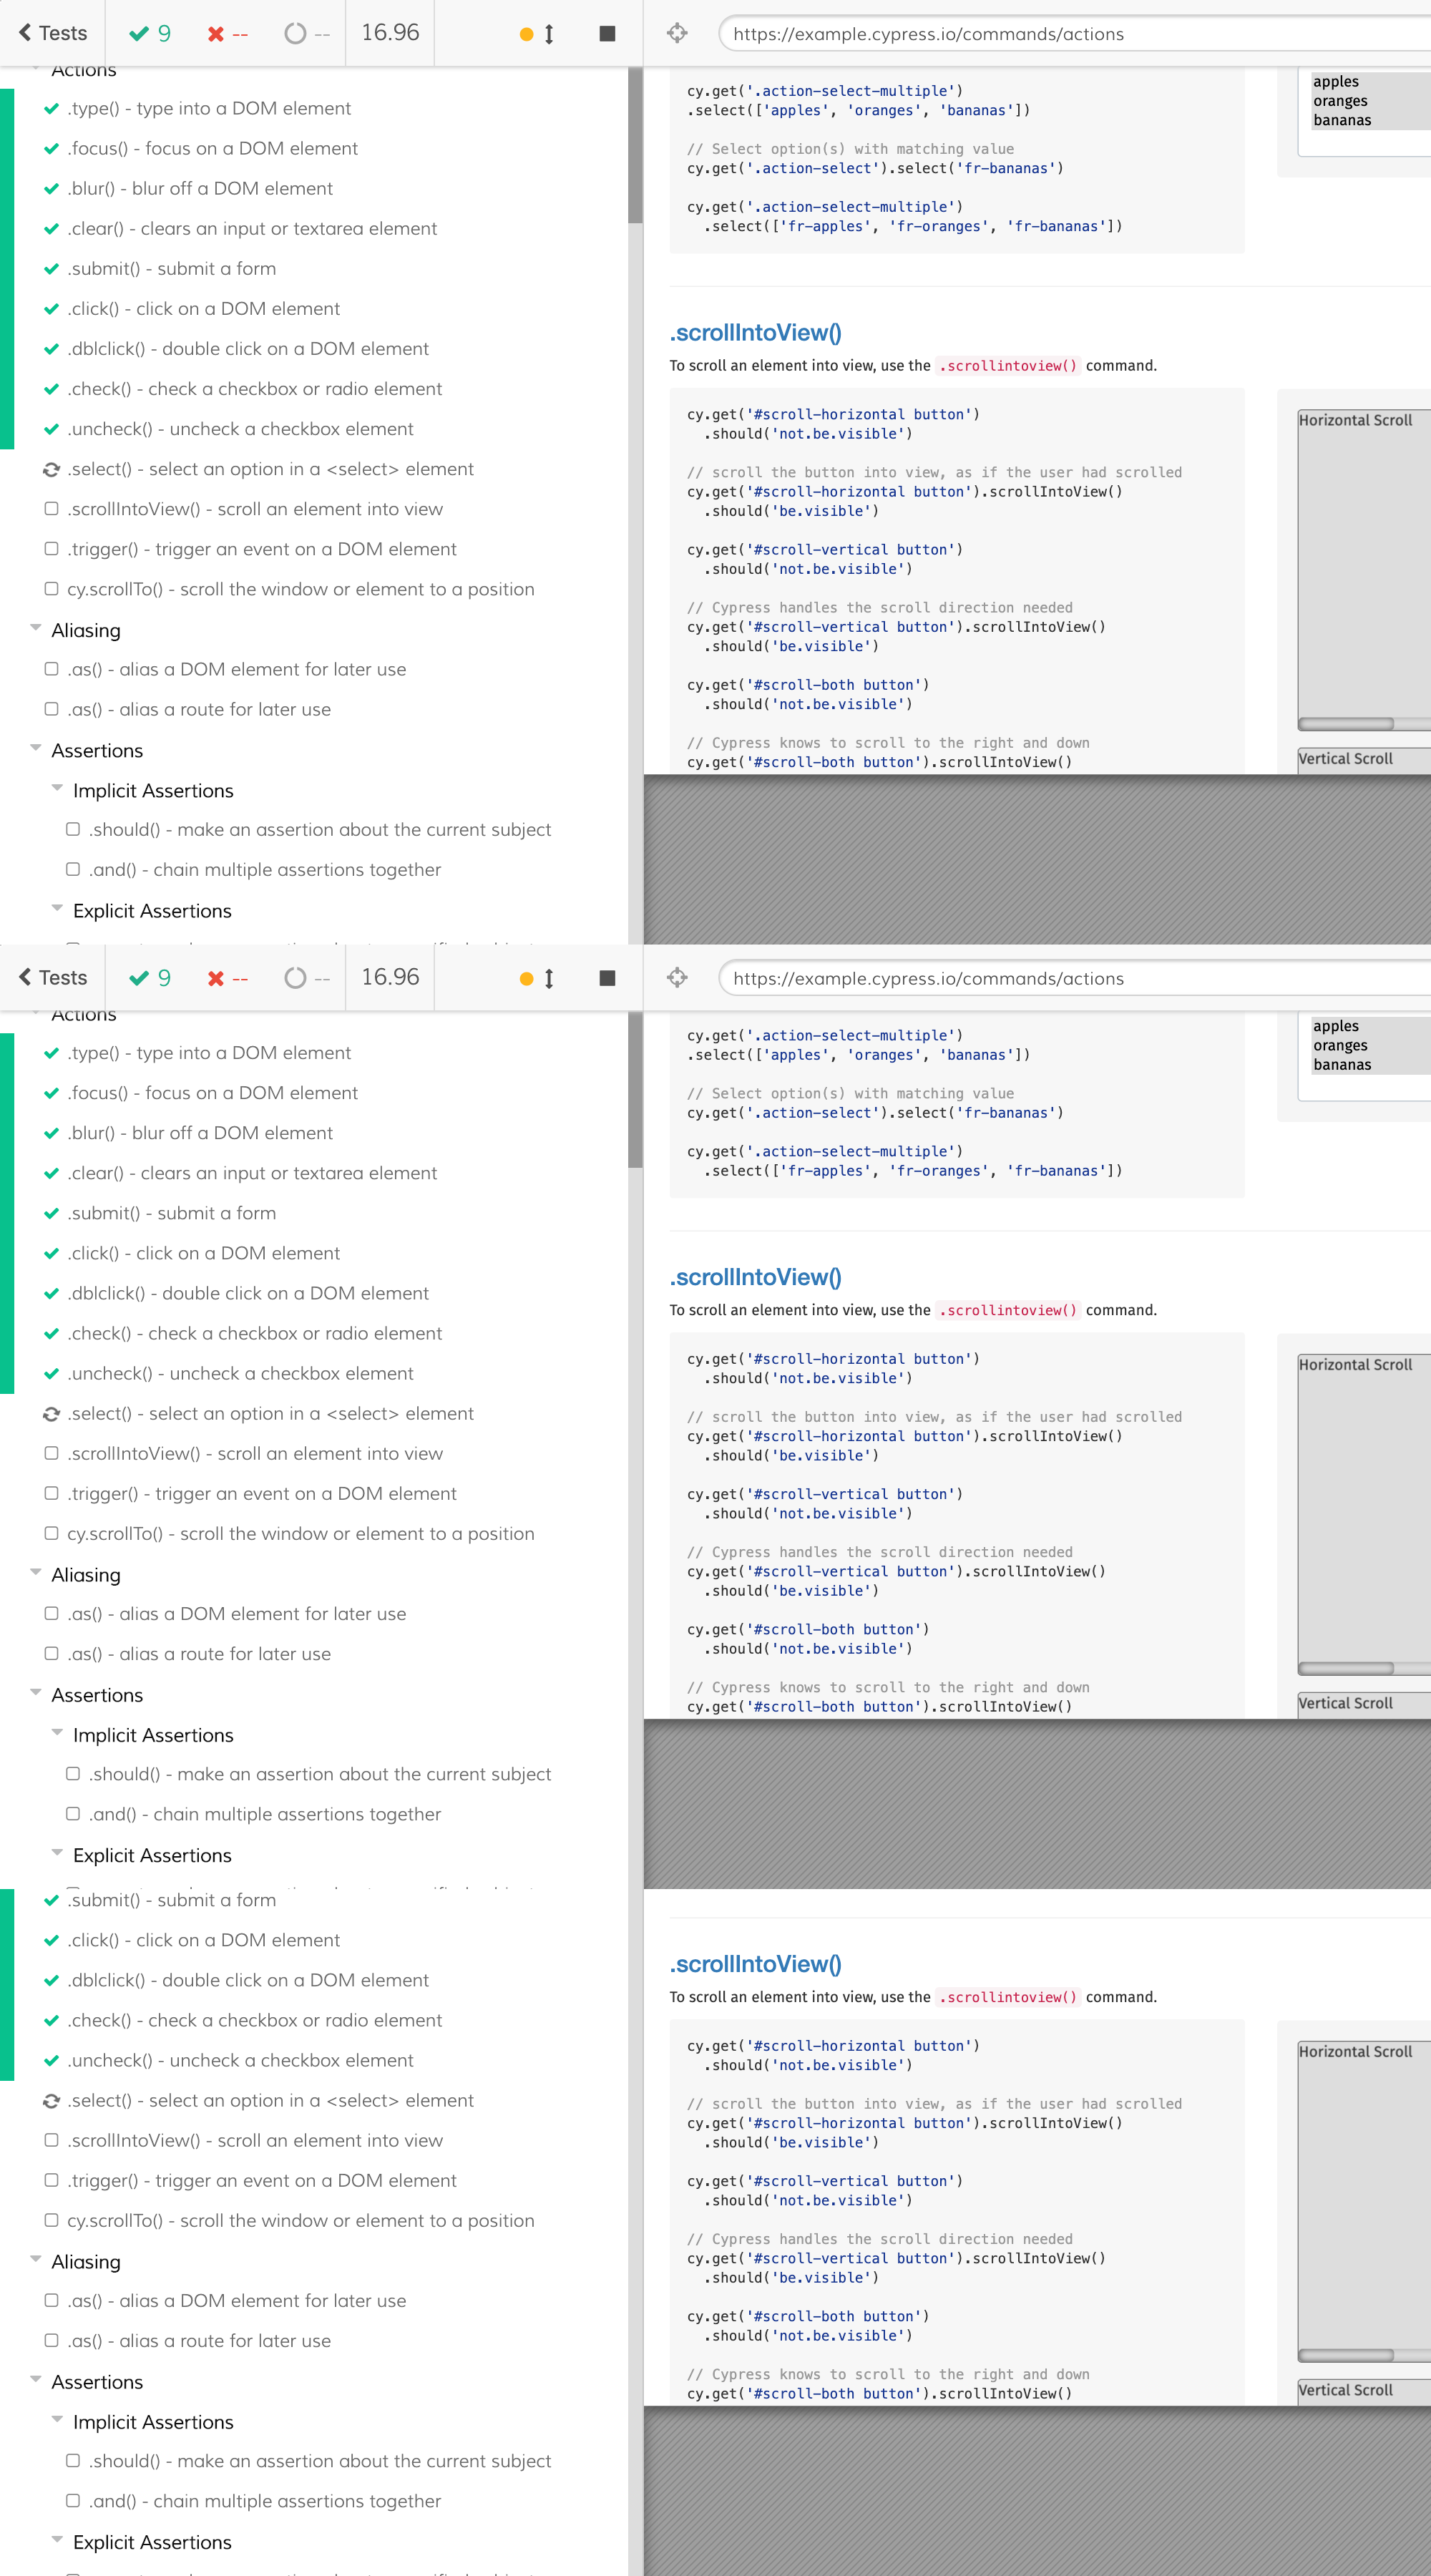 Tests 9 -- -- 16.96
Actions
.type() - type into a DOM element
.focus() - focus on a DOM element
.blur() - blur off a DOM element
.clear() - clears an input or textarea element
.submit() - submit a form
.click() - click on a DOM element
.dblclick() - double click on a DOM element
.check() - check a checkbox or radio element
.uncheck() - uncheck a checkbox element
.select() - select an option in a <select> element
.scrollIntoView() - scroll an element into view
.trigger() - trigger an event on a DOM element
cy.scrollTo() - scroll the window or element to a position
Aliasing
.as() - alias a DOM element for later use
.as() - alias a route for later use
Assertions
Implicit Assertions
.should() - make an assertion about the current subject
.and() - chain multiple assertions together
Explicit Assertions
https://example.cypress.io/commands/actions
cy.get('.action-select-multiple')
.select(['apples', 'oranges', 'bananas'])
// Select option(s) with matching value
cy.get('.action-select').select('fr-bananas')
cy.get('.action-select-multiple')
.select(['fr-apples', 'fr-oranges', 'fr-bananas'])
apples
oranges
bananas
.scrollIntoView()
To scroll an element into view, use the .scrollintoview() command.
cy.get('#scroll-horizontal button')
.should('not.be.visible')
// scroll the button into view, as if the user had scrolled
cy.get('#scroll-horizontal button').scrollIntoView()
.should('be.visible')
cy.get('#scroll-vertical button')
.should('not.be.visible')
// Cypress handles the scroll direction needed
cy.get('#scroll-vertical button').scrollIntoView()
.should('be.visible')
cy.get('#scroll-both button')
.should('not.be.visible')
// Cypress knows to scroll to the right and down
cy.get('#scroll-both button').scrollIntoView()
Horizontal Scroll
Vertical Scroll
Tests 9 -- -- 16.96
Actions
.type() - type into a DOM element
.focus() - focus on a DOM element
.blur() - blur off a DOM element
.clear() - clears an input or textarea element
.submit() - submit a form
.click() - click on a DOM element
.dblclick() - double click on a DOM element
.check() - check a checkbox or radio element
.uncheck() - uncheck a checkbox element
.select() - select an option in a <select> element
.scrollIntoView() - scroll an element into view
.trigger() - trigger an event on a DOM element
cy.scrollTo() - scroll the window or element to a position
Aliasing
.as() - alias a DOM element for later use
.as() - alias a route for later use
Assertions
Implicit Assertions
.should() - make an assertion about the current subject
.and() - chain multiple assertions together
Explicit Assertions
https://example.cypress.io/commands/actions
cy.get('.action-select-multiple')
.select(['apples', 'oranges', 'bananas'])
// Select option(s) with matching value
cy.get('.action-select').select('fr-bananas')
cy.get('.action-select-multiple')
.select(['fr-apples', 'fr-oranges', 'fr-bananas'])
apples
oranges
bananas
.scrollIntoView()
To scroll an element into view, use the .scrollintoview() command.
cy.get('#scroll-horizontal button')
.should('not.be.visible')
// scroll the button into view, as if the user had scrolled
cy.get('#scroll-horizontal button').scrollIntoView()
.should('be.visible')
cy.get('#scroll-vertical button')
.should('not.be.visible')
// Cypress handles the scroll direction needed
cy.get('#scroll-vertical button').scrollIntoView()
.should('be.visible')
cy.get('#scroll-both button')
.should('not.be.visible')
// Cypress knows to scroll to the right and down
cy.get('#scroll-both button').scrollIntoView()
Horizontal Scroll
Vertical Scroll
.submit() - submit a form
.click() - click on a DOM element
.dblclick() - double click on a DOM element
.check() - check a checkbox or radio element
.uncheck() - uncheck a checkbox element
.select() - select an option in a <select> element
.scrollIntoView() - scroll an element into view
.trigger() - trigger an event on a DOM element
cy.scrollTo() - scroll the window or element to a position
Aliasing
.as() - alias a DOM element for later use
.as() - alias a route for later use
Assertions
Implicit Assertions
.should() - make an assertion about the current subject
.and() - chain multiple assertions together
Explicit Assertions
.scrollIntoView()
To scroll an element into view, use the .scrollintoview() command.
cy.get('#scroll-horizontal button')
.should('not.be.visible')
// scroll the button into view, as if the user had scrolled
cy.get('#scroll-horizontal button').scrollIntoView()
.should('be.visible')
cy.get('#scroll-vertical button')
.should('not.be.visible')
// Cypress handles the scroll direction needed
cy.get('#scroll-vertical button').scrollIntoView()
.should('be.visible')
cy.get('#scroll-both button')
.should('not.be.visible')
// Cypress knows to scroll to the right and down
cy.get('#scroll-both button').scrollIntoView()
Horizontal Scroll
Vertical Scroll